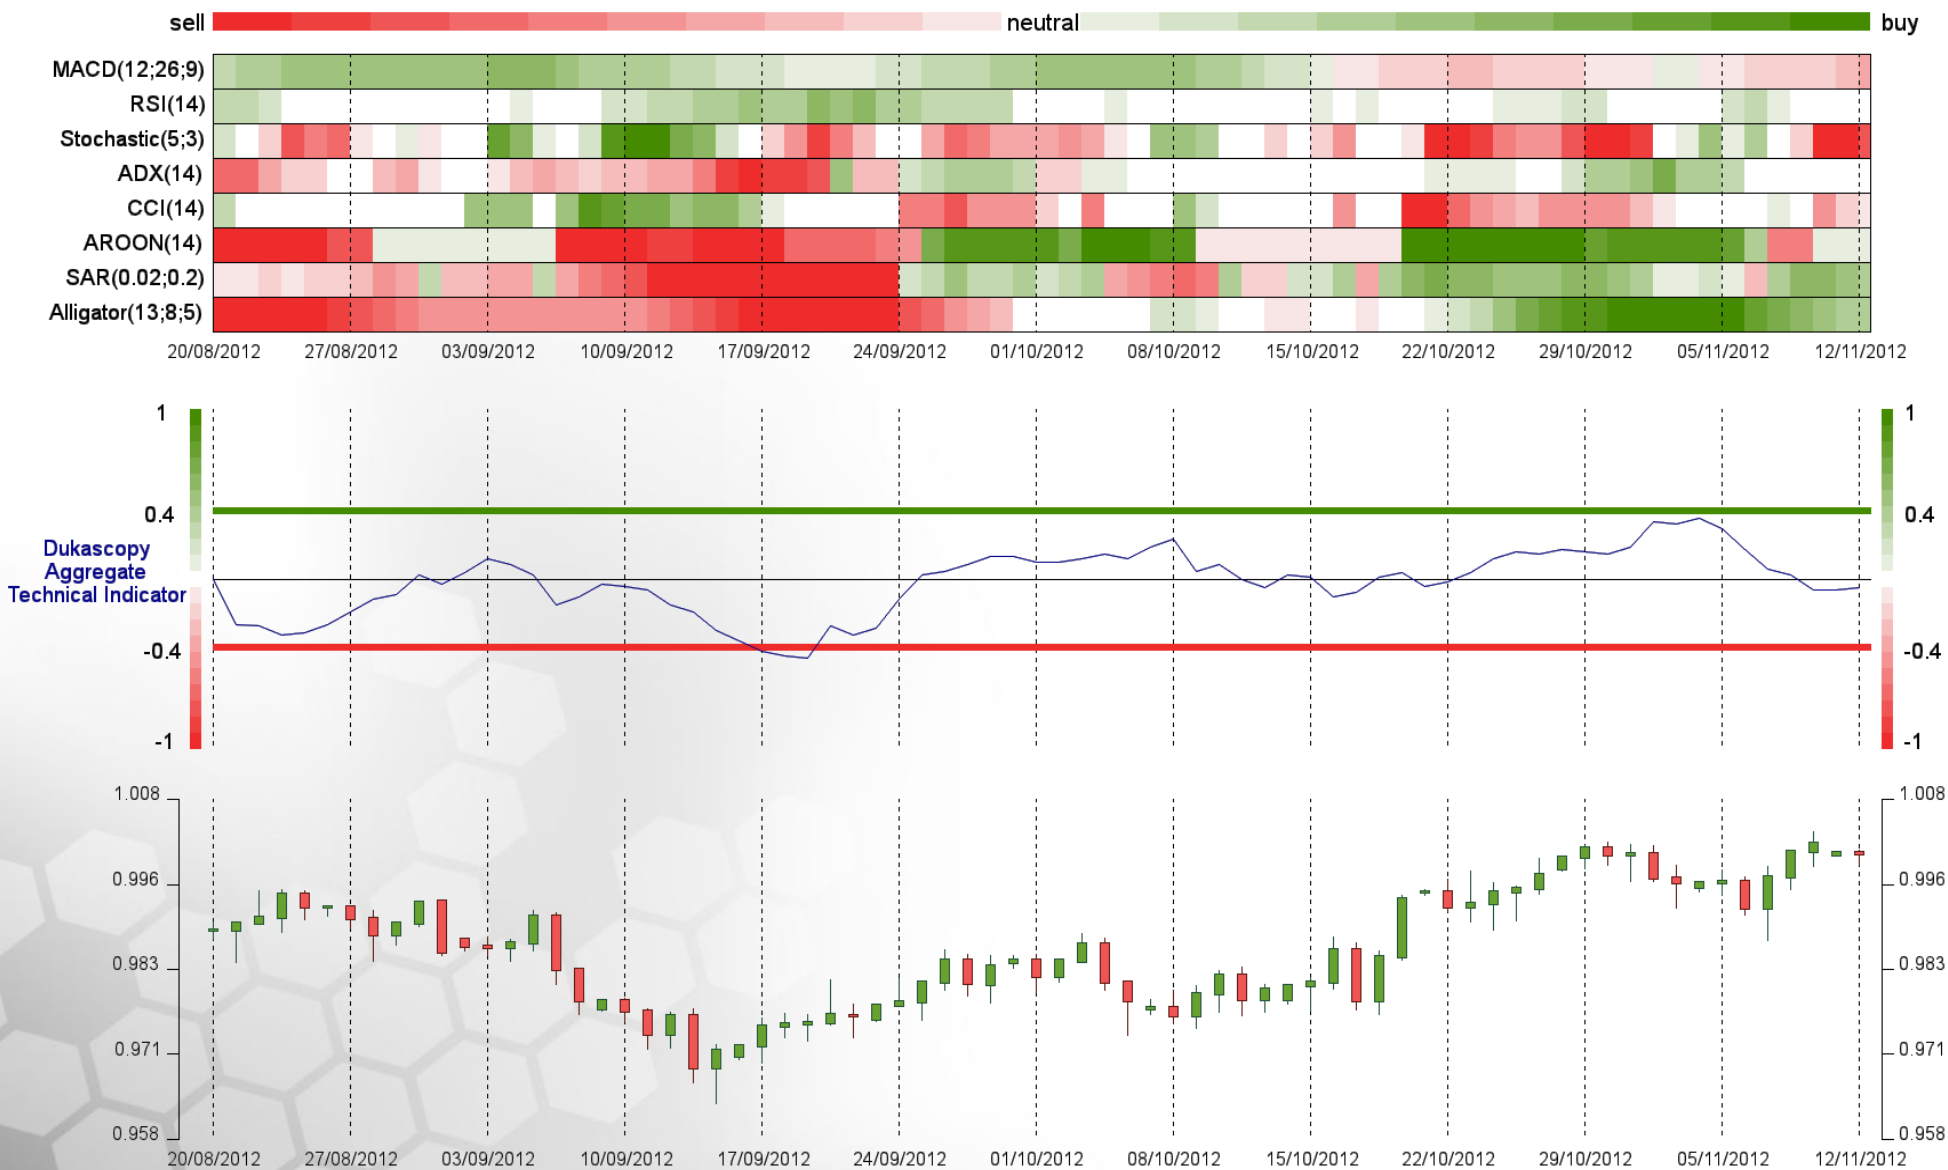 sell neutral buy
MACD(12;26;9)
RSI(14)
Stochastic(5;3)
ADX(14)
CCI(14)
AROON(14)
SAR(0.02;0.2)
Alligator(13;8;5)
20/08/2012 27/08/2012 03/09/2012 10/09/2012 17/09/2012 24/09/2012 01/10/2012 08/10/2012 15/10/2012 22/10/2012 29/10/2012 05/11/2012 12/11/2012
1 1
0.4 0.4
Dukascopy
Aggregate
Technical Indicator
-0.4 -0.4
-1 -1
1.008 1.008
0.996 0.996
0.983 0.983
0.971 0.971
0.958 0.958
20/08/2012 27/08/2012 03/09/2012 10/09/2012 17/09/2012 24/09/2012 01/10/2012 08/10/2012 15/10/2012 22/10/2012 29/10/2012 05/11/2012 12/11/2012